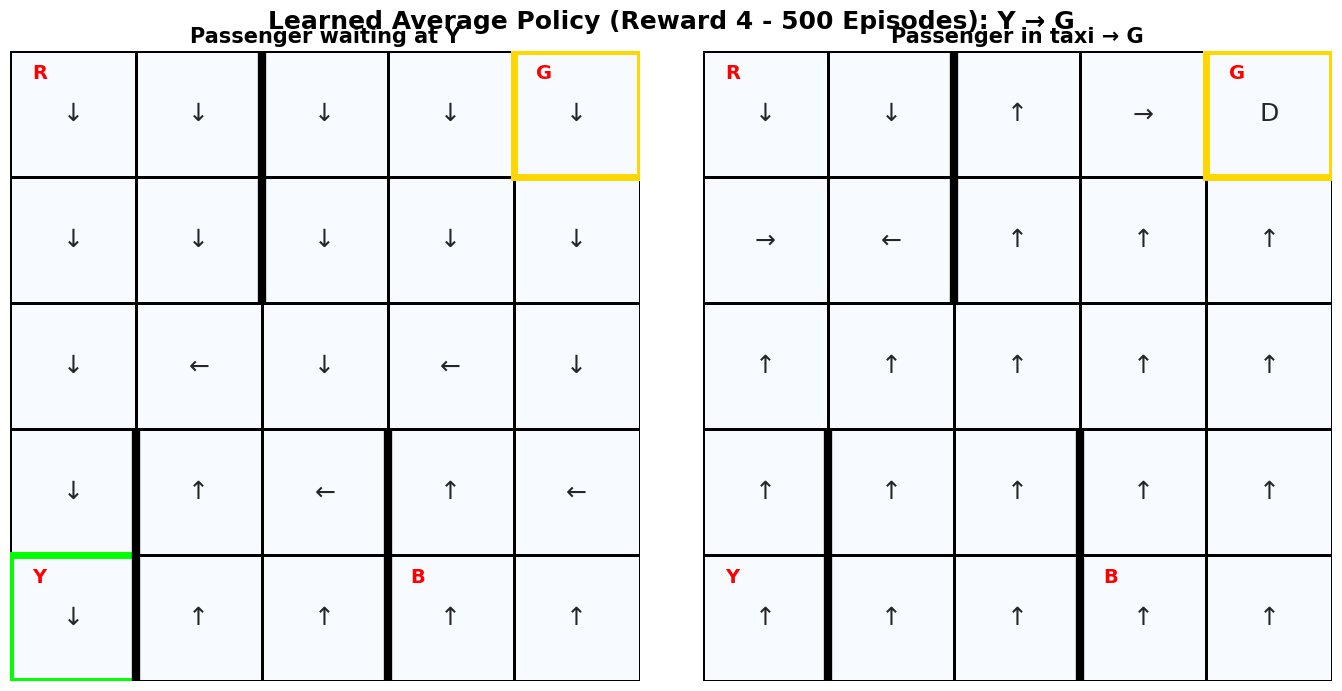 Learned Average Policy (Reward 4 - 500 Episodes): Y → G
Passenger waiting at Y
Passenger in taxi → G
R G
↓ ↓ ↓ ↓ ↓
↓ ↓ ↓ ↓ ↓
↓ ← ↓ ← ↓
↓ ↑ ← ↑ ←
Y B
↓ ↑ ↑ ↑ ↑
R G
↓ ↓ ↑ → D
→ ← ↑ ↑ ↑
↑ ↑ ↑ ↑ ↑
↑ ↑ ↑ ↑ ↑
Y B
↑ ↑ ↑ ↑ ↑